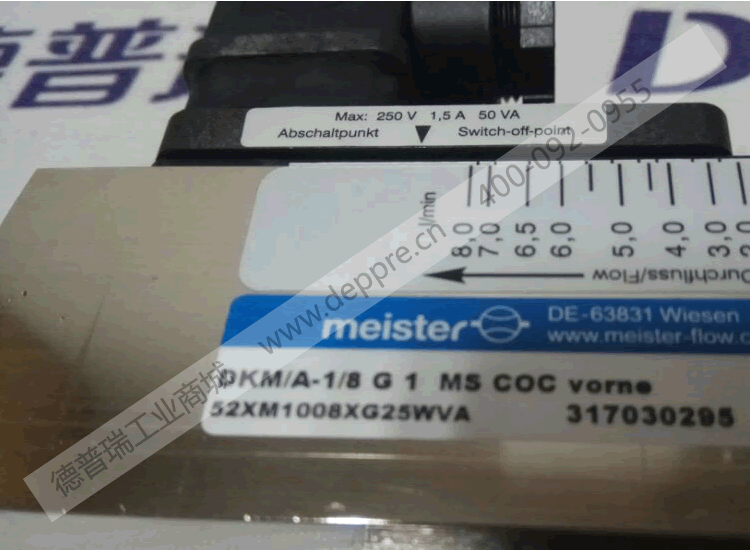 德普瑞 D
Max: 250 V 1,5 A 50 VA
Abschaltpunkt ▼ Switch-off-point
l/min
8,0 7,0 6,5 6,0 5,0 4,0 3,0
Durchfluss/Flow
meister
DE-63831 Wiesen
www.meister-flow.c
DKM/A-1/8 G 1 MS COC vorne
52XM1008XG25WVA 317030295
德普瑞工业商城 www.deppre.cn 400-092-0955